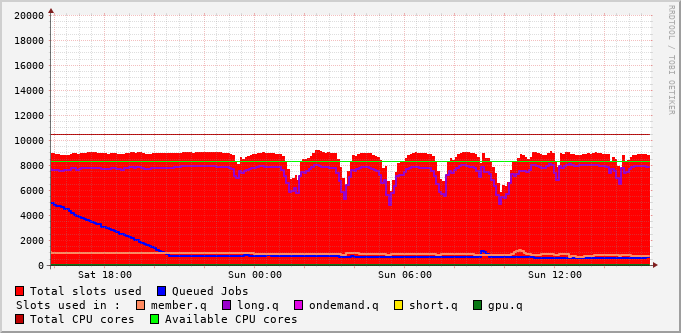 20000
18000
16000
14000
12000
10000
8000
6000
4000
2000
0
Sat 18:00 Sun 00:00 Sun 06:00 Sun 12:00
Total slots used Queued Jobs
Slots used in : member.q long.q ondemand.q short.q gpu.q
Total CPU cores Available CPU cores
RRDTOOL / TOBI OETIKER